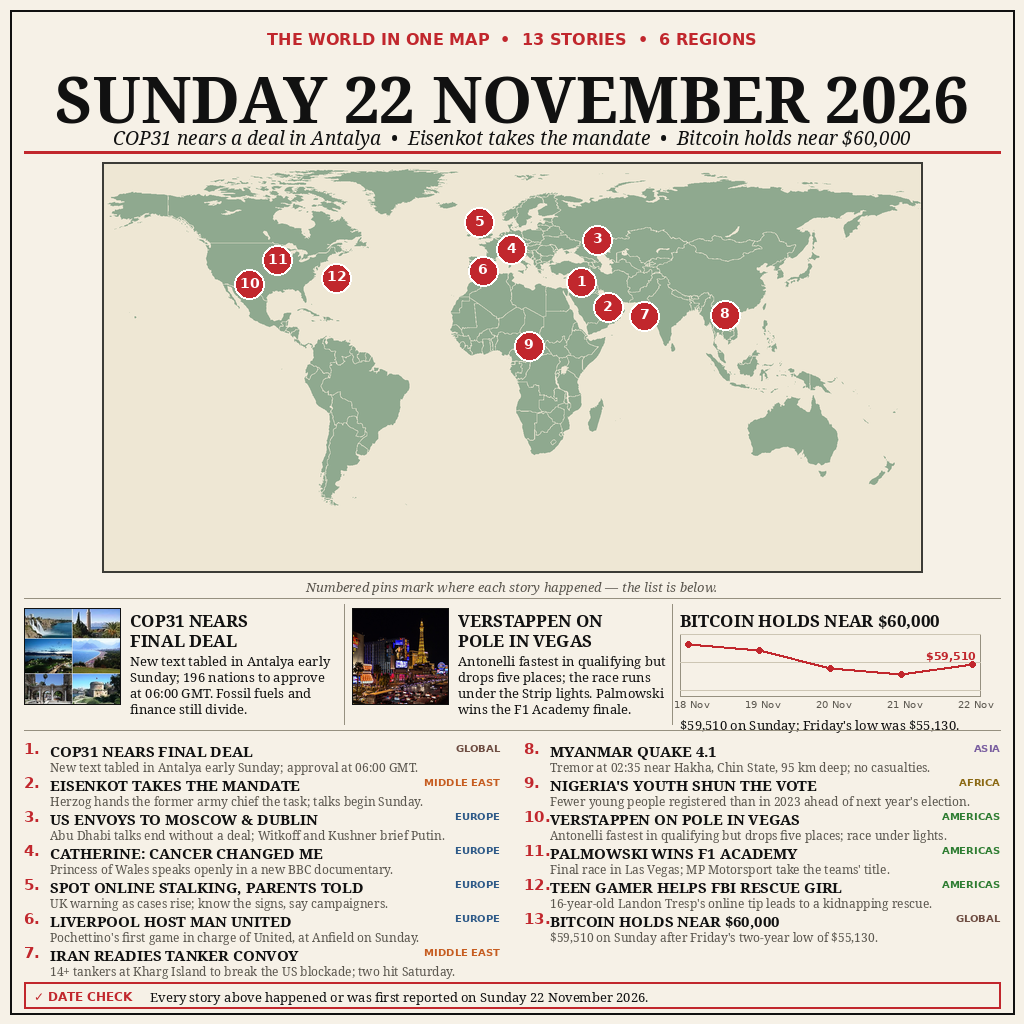 THE WORLD IN ONE MAP • 13 STORIES • 6 REGIONS
SUNDAY 22 NOVEMBER 2026
COP31 nears a deal in Antalya • Eisenkot takes the mandate • Bitcoin holds near $60,000
5
3
4
11
6
12
10
1
2
7
8
9
Numbered pins mark where each story happened — the list is below.
COP31 NEARS
FINAL DEAL
New text tabled in Antalya early
Sunday; 196 nations to approve
at 06:00 GMT. Fossil fuels and
finance still divide.
VERSTAPPEN ON
POLE IN VEGAS
Antonelli fastest in qualifying but
drops five places; the race runs
under the Strip lights. Palmowski
wins the F1 Academy finale.
BITCOIN HOLDS NEAR $60,000
$59,510
18 Nov 19 Nov 20 Nov 21 Nov 22 Nov
$59,510 on Sunday; Friday's low was $55,130.
1. COP31 NEARS FINAL DEAL GLOBAL
New text tabled in Antalya early Sunday; approval at 06:00 GMT.
2. EISENKOT TAKES THE MANDATE MIDDLE EAST
Herzog hands the former army chief the task; talks begin Sunday.
3. US ENVOYS TO MOSCOW & DUBLIN EUROPE
Abu Dhabi talks end without a deal; Witkoff and Kushner brief Putin.
4. CATHERINE: CANCER CHANGED ME EUROPE
Princess of Wales speaks openly in a new BBC documentary.
5. SPOT ONLINE STALKING, PARENTS TOLD EUROPE
UK warning as cases rise; know the signs, say campaigners.
6. LIVERPOOL HOST MAN UNITED EUROPE
Pochettino's first game in charge of United, at Anfield on Sunday.
7. IRAN READIES TANKER CONVOY MIDDLE EAST
14+ tankers at Kharg Island to break the US blockade; two hit Saturday.
8. MYANMAR QUAKE 4.1 ASIA
Tremor at 02:35 near Hakha, Chin State, 95 km deep; no casualties.
9. NIGERIA'S YOUTH SHUN THE VOTE AFRICA
Fewer young people registered than in 2023 ahead of next year's election.
10. VERSTAPPEN ON POLE IN VEGAS AMERICAS
Antonelli fastest in qualifying but drops five places; race under lights.
11. PALMOWSKI WINS F1 ACADEMY AMERICAS
Final race in Las Vegas; MP Motorsport take the teams' title.
12. TEEN GAMER HELPS FBI RESCUE GIRL AMERICAS
16-year-old Landon Tresp's online tip leads to a kidnapping rescue.
13. BITCOIN HOLDS NEAR $60,000 GLOBAL
$59,510 on Sunday after Friday's two-year low of $55,130.
✓ DATE CHECK Every story above happened or was first reported on Sunday 22 November 2026.